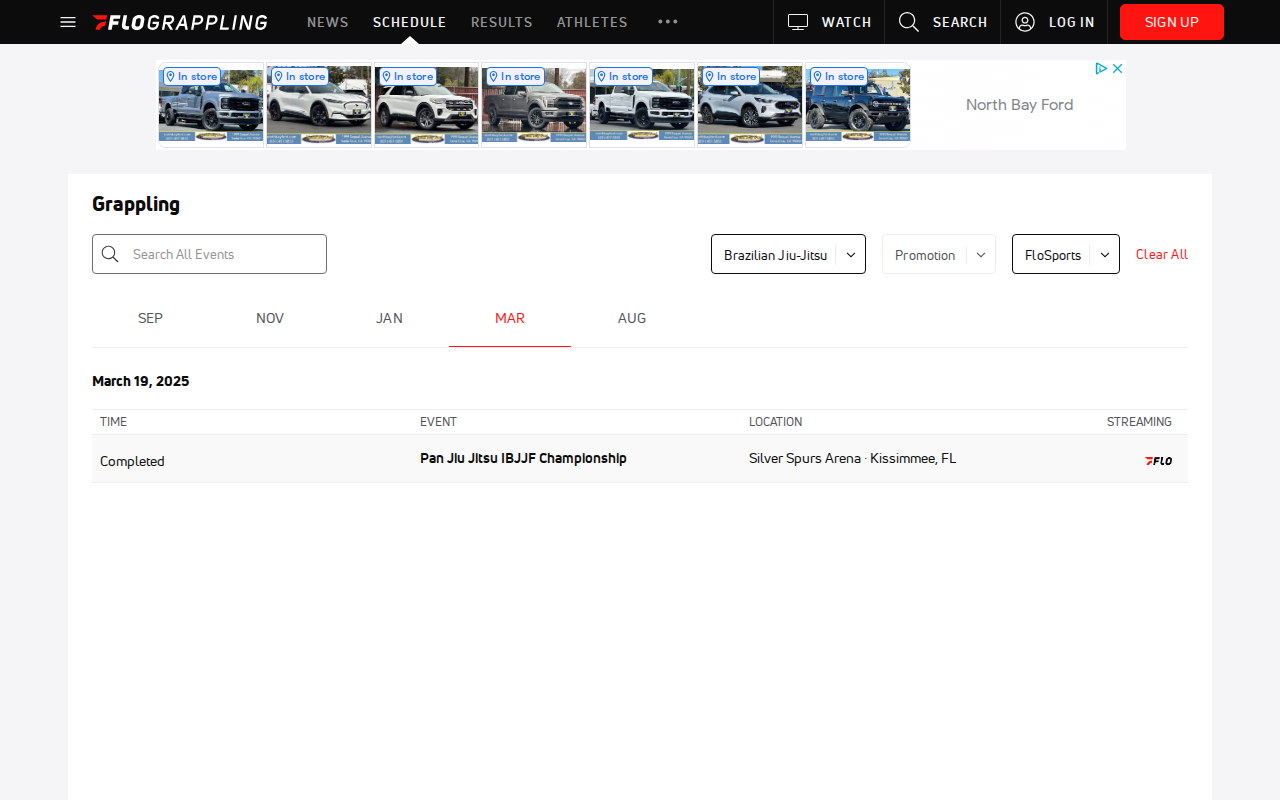 FLOGRAPPLING NEWS SCHEDULE RESULTS ATHLETES WATCH SEARCH LOG IN SIGN UP
In store In store In store In store In store In store In store
North Bay Ford
Grappling
Search All Events Brazilian Jiu-Jitsu Promotion FloSports Clear All
SEP NOV JAN MAR AUG
March 19, 2025
TIME EVENT LOCATION STREAMING
Completed Pan Jiu Jitsu IBJJF Championship Silver Spurs Arena · Kissimmee, FL FLO